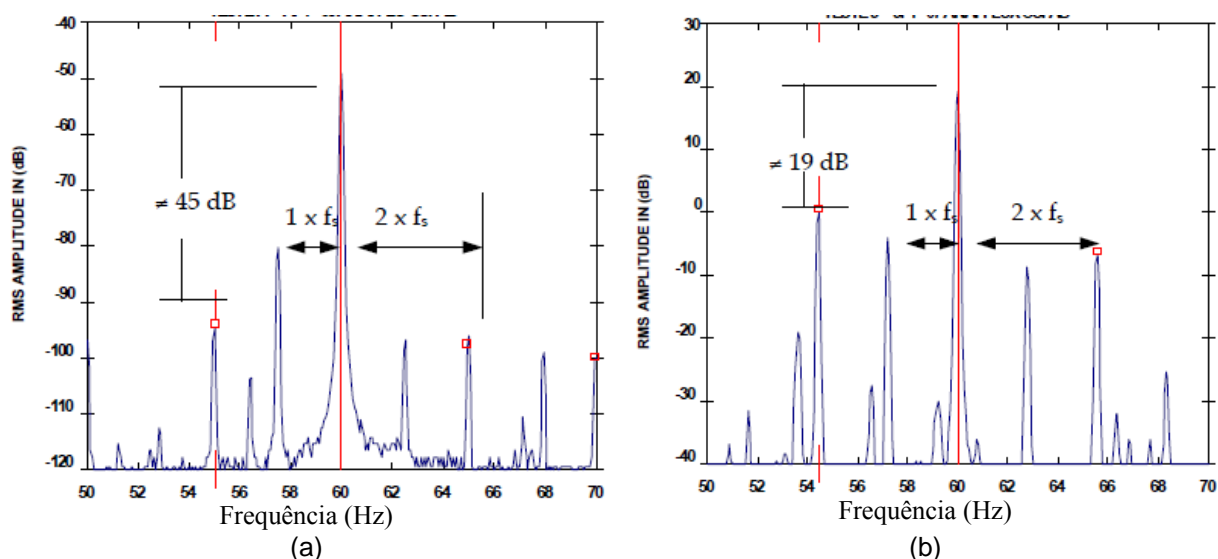 -40
-50
-60
-70
-80
-90
-100
-110
-120
RMS AMPLITUDE IN (dB)
≠ 45 dB
1 x fₛ
2 x fₛ
50 52 54 56 58 60 62 64 66 68 70
Frequência (Hz)
(a)
30
20
10
0
-10
-20
-30
-40
RMS AMPLITUDE IN (dB)
≠ 19 dB
1 x fₛ
2 x fₛ
50 52 54 56 58 60 62 64 66 68 70
Frequência (Hz)
(b)